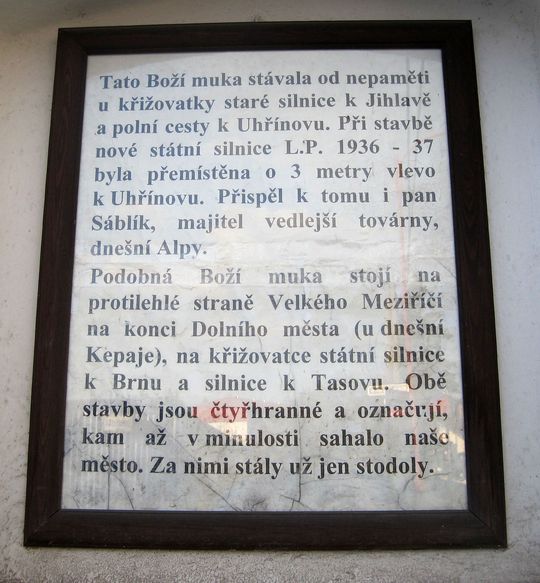 Tato Boží muka stávala od nepaměti
u křižovatky staré silnice k Jihlavě
a polní cesty k Uhřínovu. Při stavbě
nové státní silnice L.P. 1936 - 37
byla přemístěna o 3 metry vlevo
k Uhřínovu. Přispěl k tomu i pan
Sáblík, majitel vedlejší továrny,
dnešní Alpy.
Podobná Boží muka stojí na
protilehlé straně Velkého Meziříčí
na konci Dolního města (u dnešní
Kepaje), na křižovatce státní silnice
k Brnu a silnice k Tasovu. Obě
stavby jsou čtyřhranné a označují,
kam až v minulosti sahalo naše
město. Za nimi stály už jen stodoly.